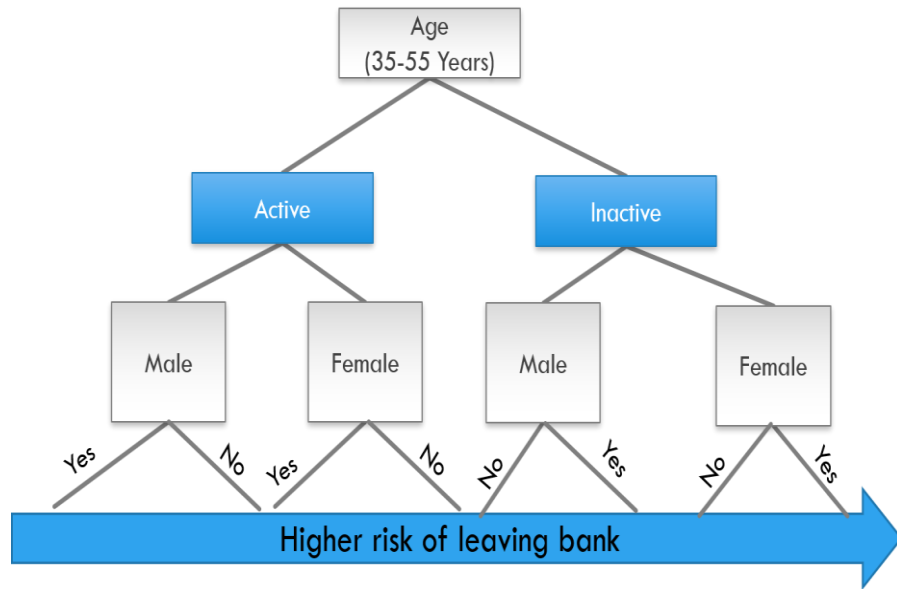 Age
(35-55 Years)
Active
Inactive
Male
Female
Male
Female
Yes
No
Yes
No
No
Yes
No
Yes
Higher risk of leaving bank